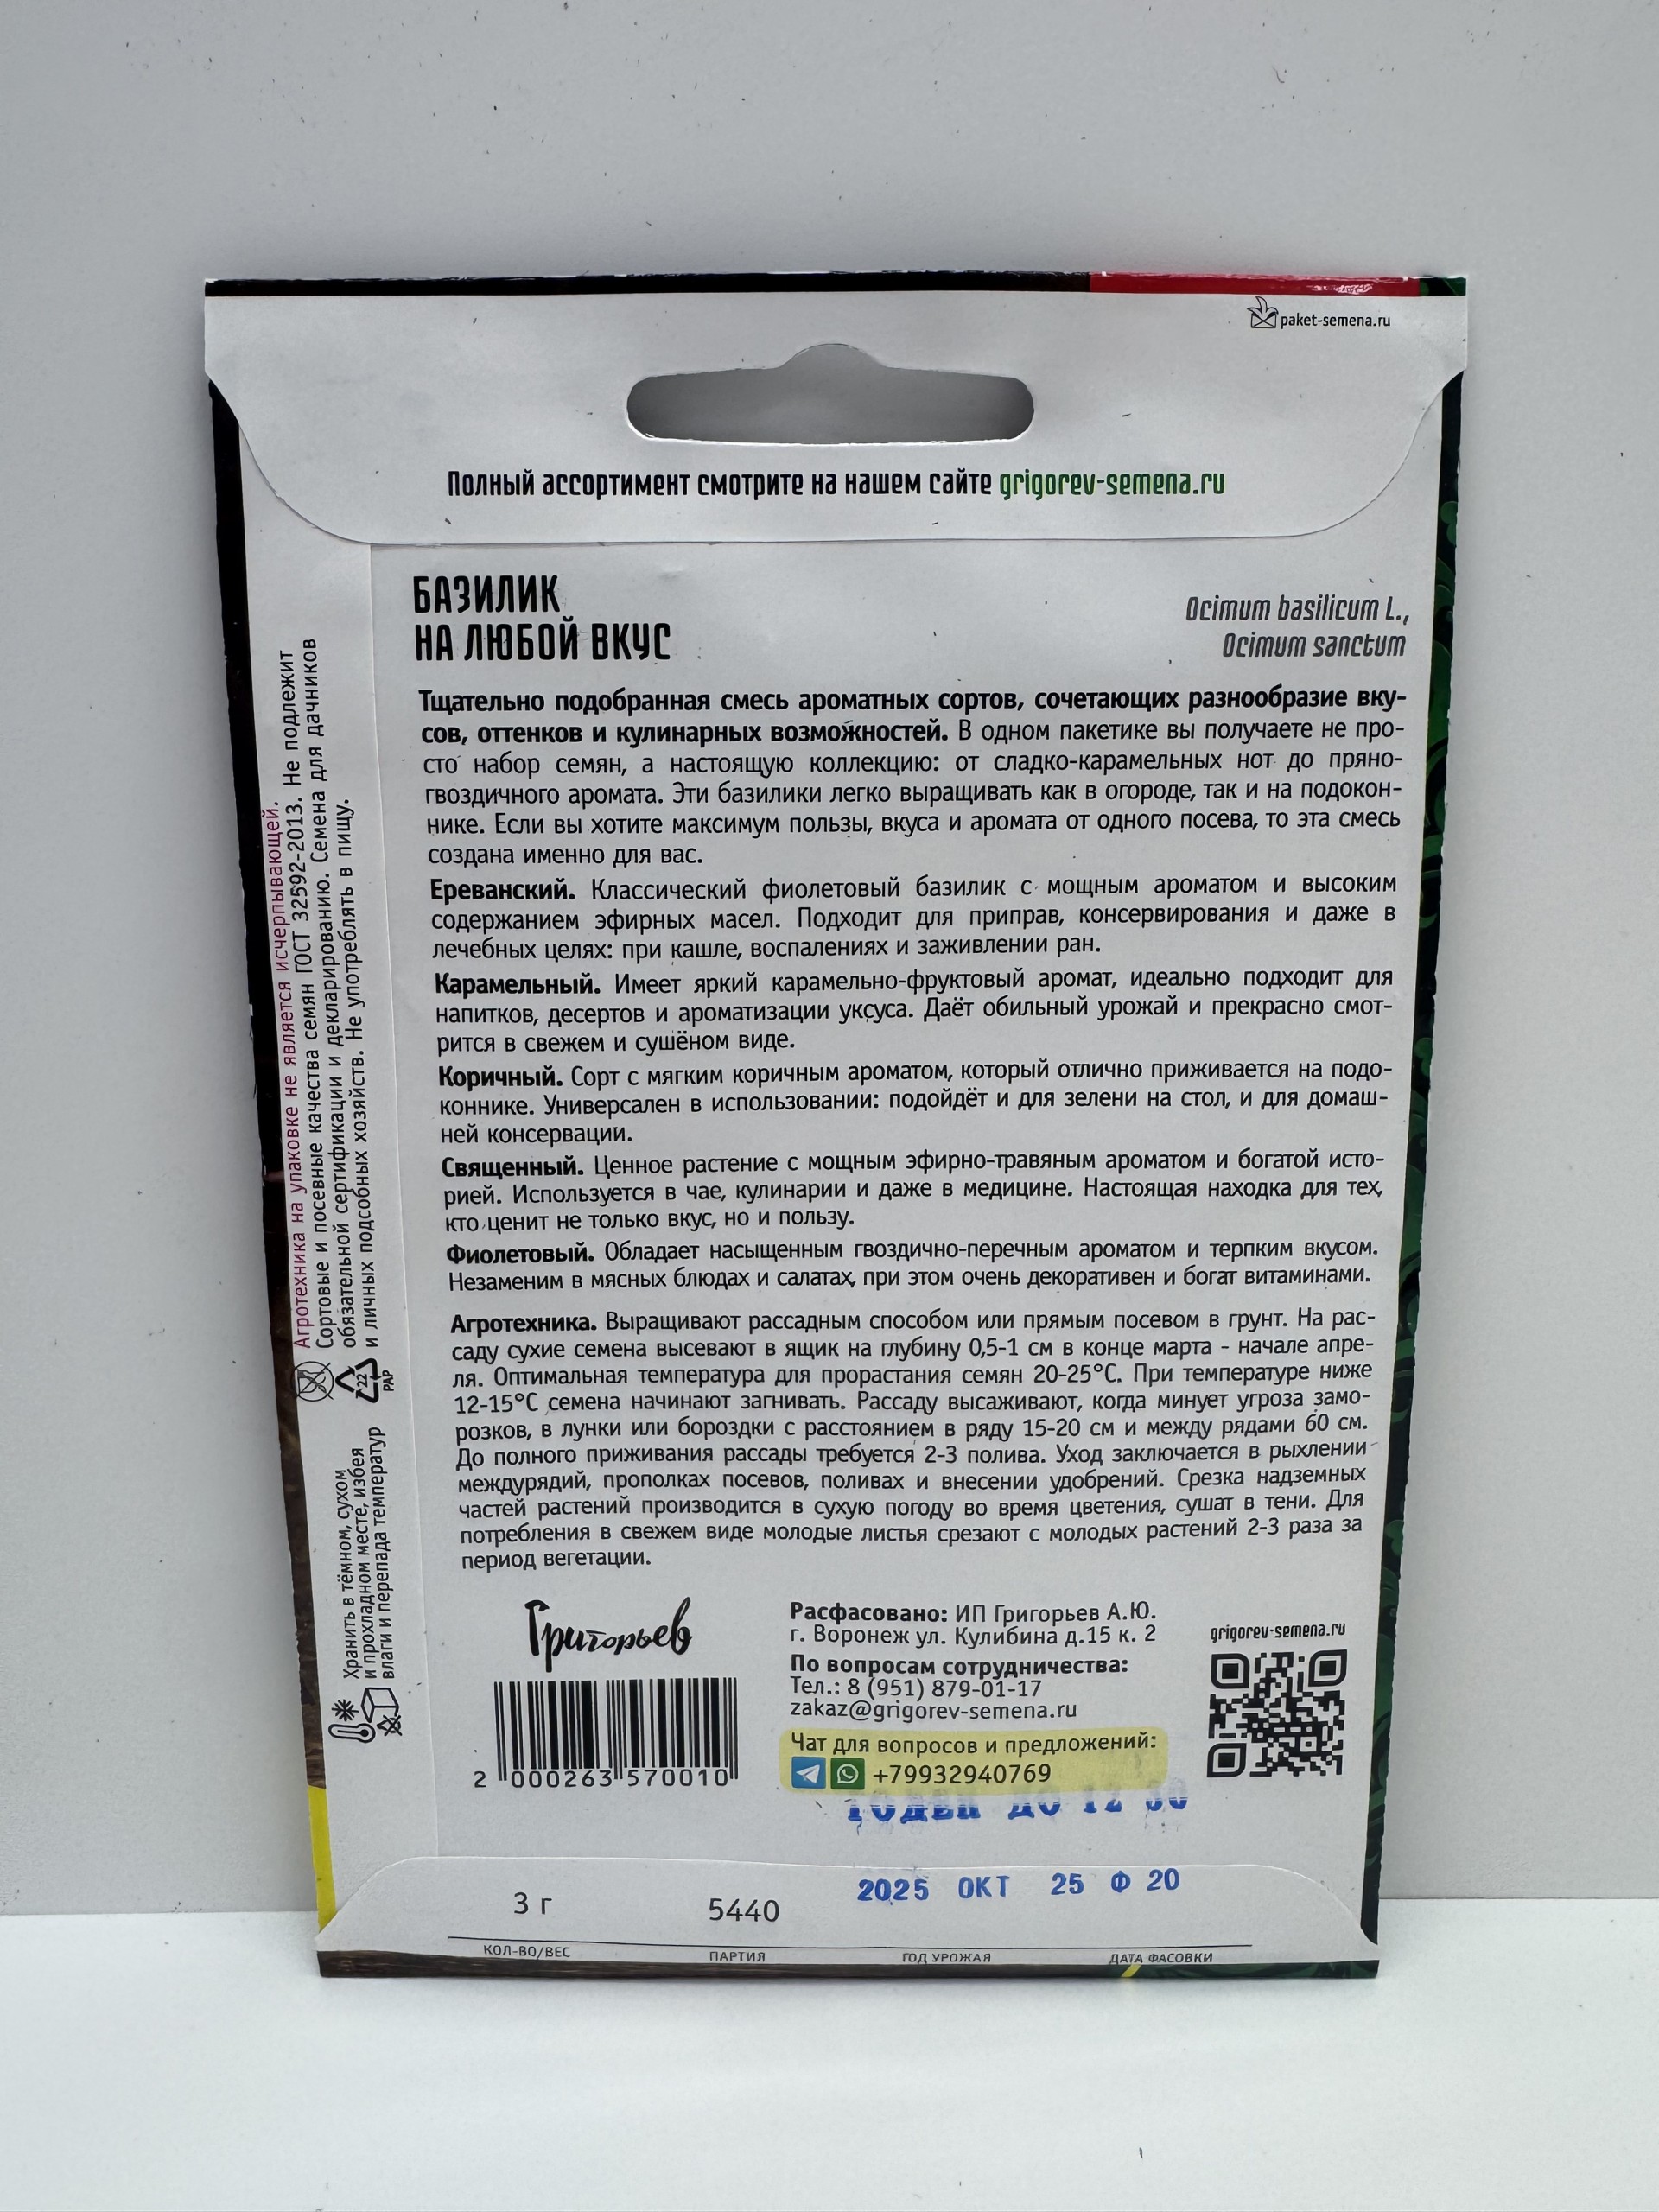 paket-semena.ru
Полный ассортимент смотрите на нашем сайте grigorev-semena.ru
БАЗИЛИК
НА ЛЮБОЙ ВКУС
Ocimum basilicum L.,
Ocimum sanctum
Тщательно подобранная смесь ароматных сортов, сочетающих разнообразие вку-
сов, оттенков и кулинарных возможностей. В одном пакетике вы получаете не про-
сто набор семян, а настоящую коллекцию: от сладко-карамельных нот до пряно-
гвоздичного аромата. Эти базилики легко выращивать как в огороде, так и на подокон-
нике. Если вы хотите максимум пользы, вкуса и аромата от одного посева, то эта смесь
создана именно для вас.
Ереванский. Классический фиолетовый базилик с мощным ароматом и высоким
содержанием эфирных масел. Подходит для приправ, консервирования и даже в
лечебных целях: при кашле, воспалениях и заживлении ран.
Карамельный. Имеет яркий карамельно-фруктовый аромат, идеально подходит для
напитков, десертов и ароматизации уксуса. Даёт обильный урожай и прекрасно смот-
рится в свежем и сушёном виде.
Коричный. Сорт с мягким коричным ароматом, который отлично приживается на подо-
коннике. Универсален в использовании: подойдёт и для зелени на стол, и для домаш-
ней консервации.
Священный. Ценное растение с мощным эфирно-травяным ароматом и богатой исто-
рией. Используется в чае, кулинарии и даже в медицине. Настоящая находка для тех,
кто ценит не только вкус, но и пользу.
Фиолетовый. Обладает насыщенным гвоздично-перечным ароматом и терпким вкусом.
Незаменим в мясных блюдах и салатах, при этом очень декоративен и богат витаминами.
Агротехника. Выращивают рассадным способом или прямым посевом в грунт. На рас-
саду сухие семена высевают в ящик на глубину 0,5-1 см в конце марта - начале апре-
ля. Оптимальная температура для прорастания семян 20-25°С. При температуре ниже
12-15°С семена начинают загнивать. Рассаду высаживают, когда минует угроза замо-
розков, в лунки или бороздки с расстоянием в ряду 15-20 см и между рядами 60 см.
До полного приживания рассады требуется 2-3 полива. Уход заключается в рыхлении
междурядий, прополках посевов, поливах и внесении удобрений. Срезка надземных
частей растений производится в сухую погоду во время цветения, сушат в тени. Для
потребления в свежем виде молодые листья срезают с молодых растений 2-3 раза за
период вегетации.
Агротехника на упаковке не является исчерпывающей.
Сортовые и посевные качества семян ГОСТ 32592-2013. Не подлежит
обязательной сертификации и декларированию. Семена для дачников
и личных подсобных хозяйств. Не употреблять в пищу.
22
PAP
Хранить в тёмном, сухом
и прохладном месте, избегая
влаги и перепада температур
Григорьев
2 000263 570010
Расфасовано: ИП Григорьев А.Ю.
г. Воронеж ул. Кулибина д.15 к. 2
По вопросам сотрудничества:
Тел.: 8 (951) 879-01-17
zakaz@grigorev-semena.ru
Чат для вопросов и предложений:
+79932940769
grigorev-semena.ru
ГОДЕН ДО 12 30
3 г
5440
2025 ОКТ 25 Ф 20
КОЛ-ВО/ВЕС
ПАРТИЯ
ГОД УРОЖАЯ
ДАТА ФАСОВКИ